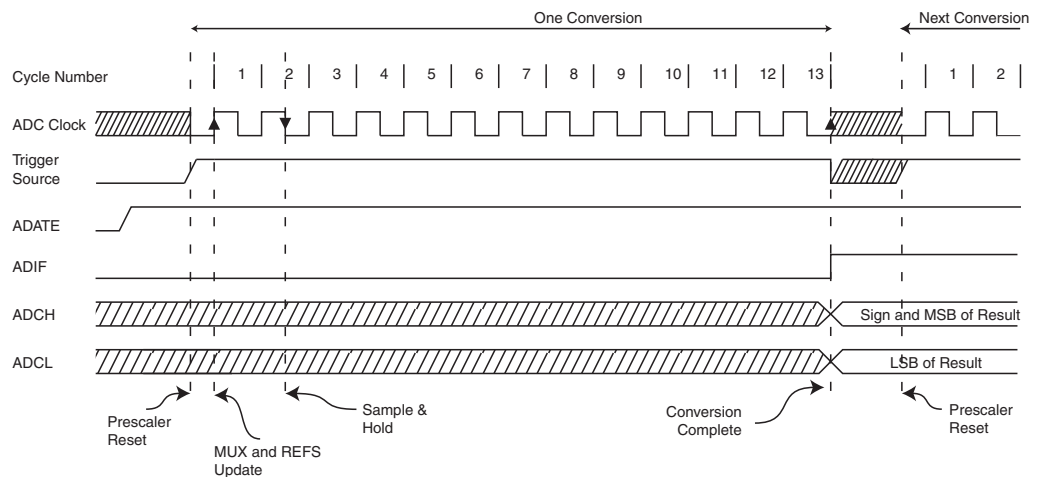 One Conversion
Next Conversion
Cycle Number
1 2 3 4 5 6 7 8 9 10 11 12 13 1 2
ADC Clock
Trigger
Source
ADATE
ADIF
ADCH
Sign and MSB of Result
ADCL
LSB of Result
Prescaler
Reset
MUX and REFS
Update
Sample &
Hold
Conversion
Complete
Prescaler
Reset